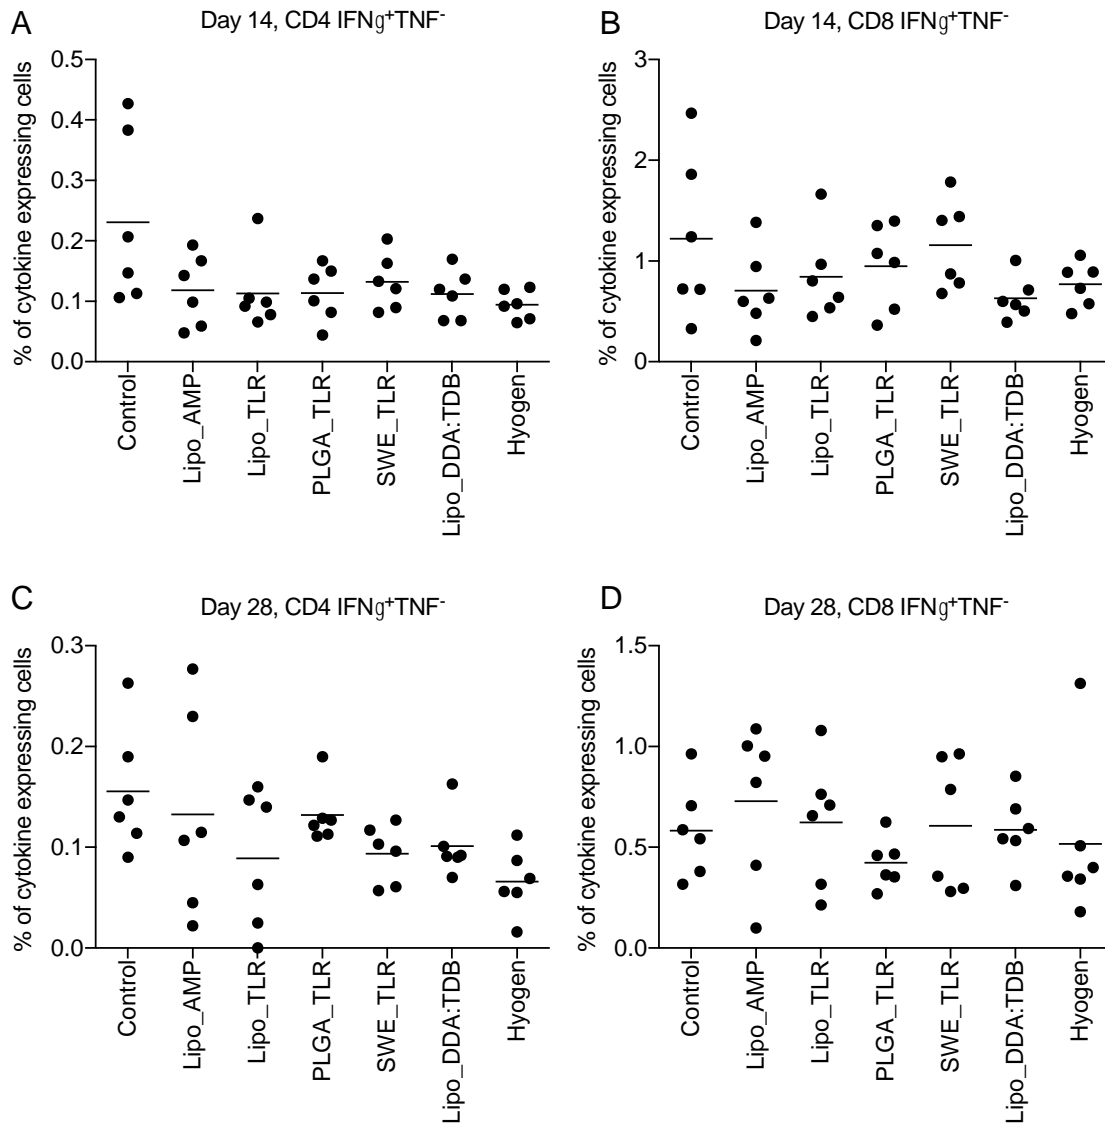 A
Day 14, CD4 IFNg⁺TNF⁻
% of cytokine expressing cells
0.5
0.4
0.3
0.2
0.1
0.0
Control
Lipo_AMP
Lipo_TLR
PLGA_TLR
SWE_TLR
Lipo_DDA:TDB
Hyogen
B
Day 14, CD8 IFNg⁺TNF⁻
% of cytokine expressing cells
3
2
1
0
Control
Lipo_AMP
Lipo_TLR
PLGA_TLR
SWE_TLR
Lipo_DDA:TDB
Hyogen
C
Day 28, CD4 IFNg⁺TNF⁻
% of cytokine expressing cells
0.3
0.2
0.1
0.0
Control
Lipo_AMP
Lipo_TLR
PLGA_TLR
SWE_TLR
Lipo_DDA:TDB
Hyogen
D
Day 28, CD8 IFNg⁺TNF⁻
% of cytokine expressing cells
1.5
1.0
0.5
0.0
Control
Lipo_AMP
Lipo_TLR
PLGA_TLR
SWE_TLR
Lipo_DDA:TDB
Hyogen